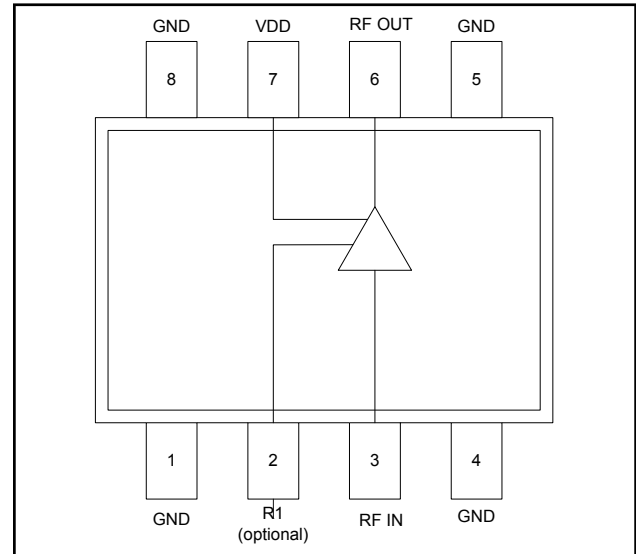 GND VDD RF OUT GND
8 7 6 5
1 2 3 4
GND R1 RF IN GND
(optional)